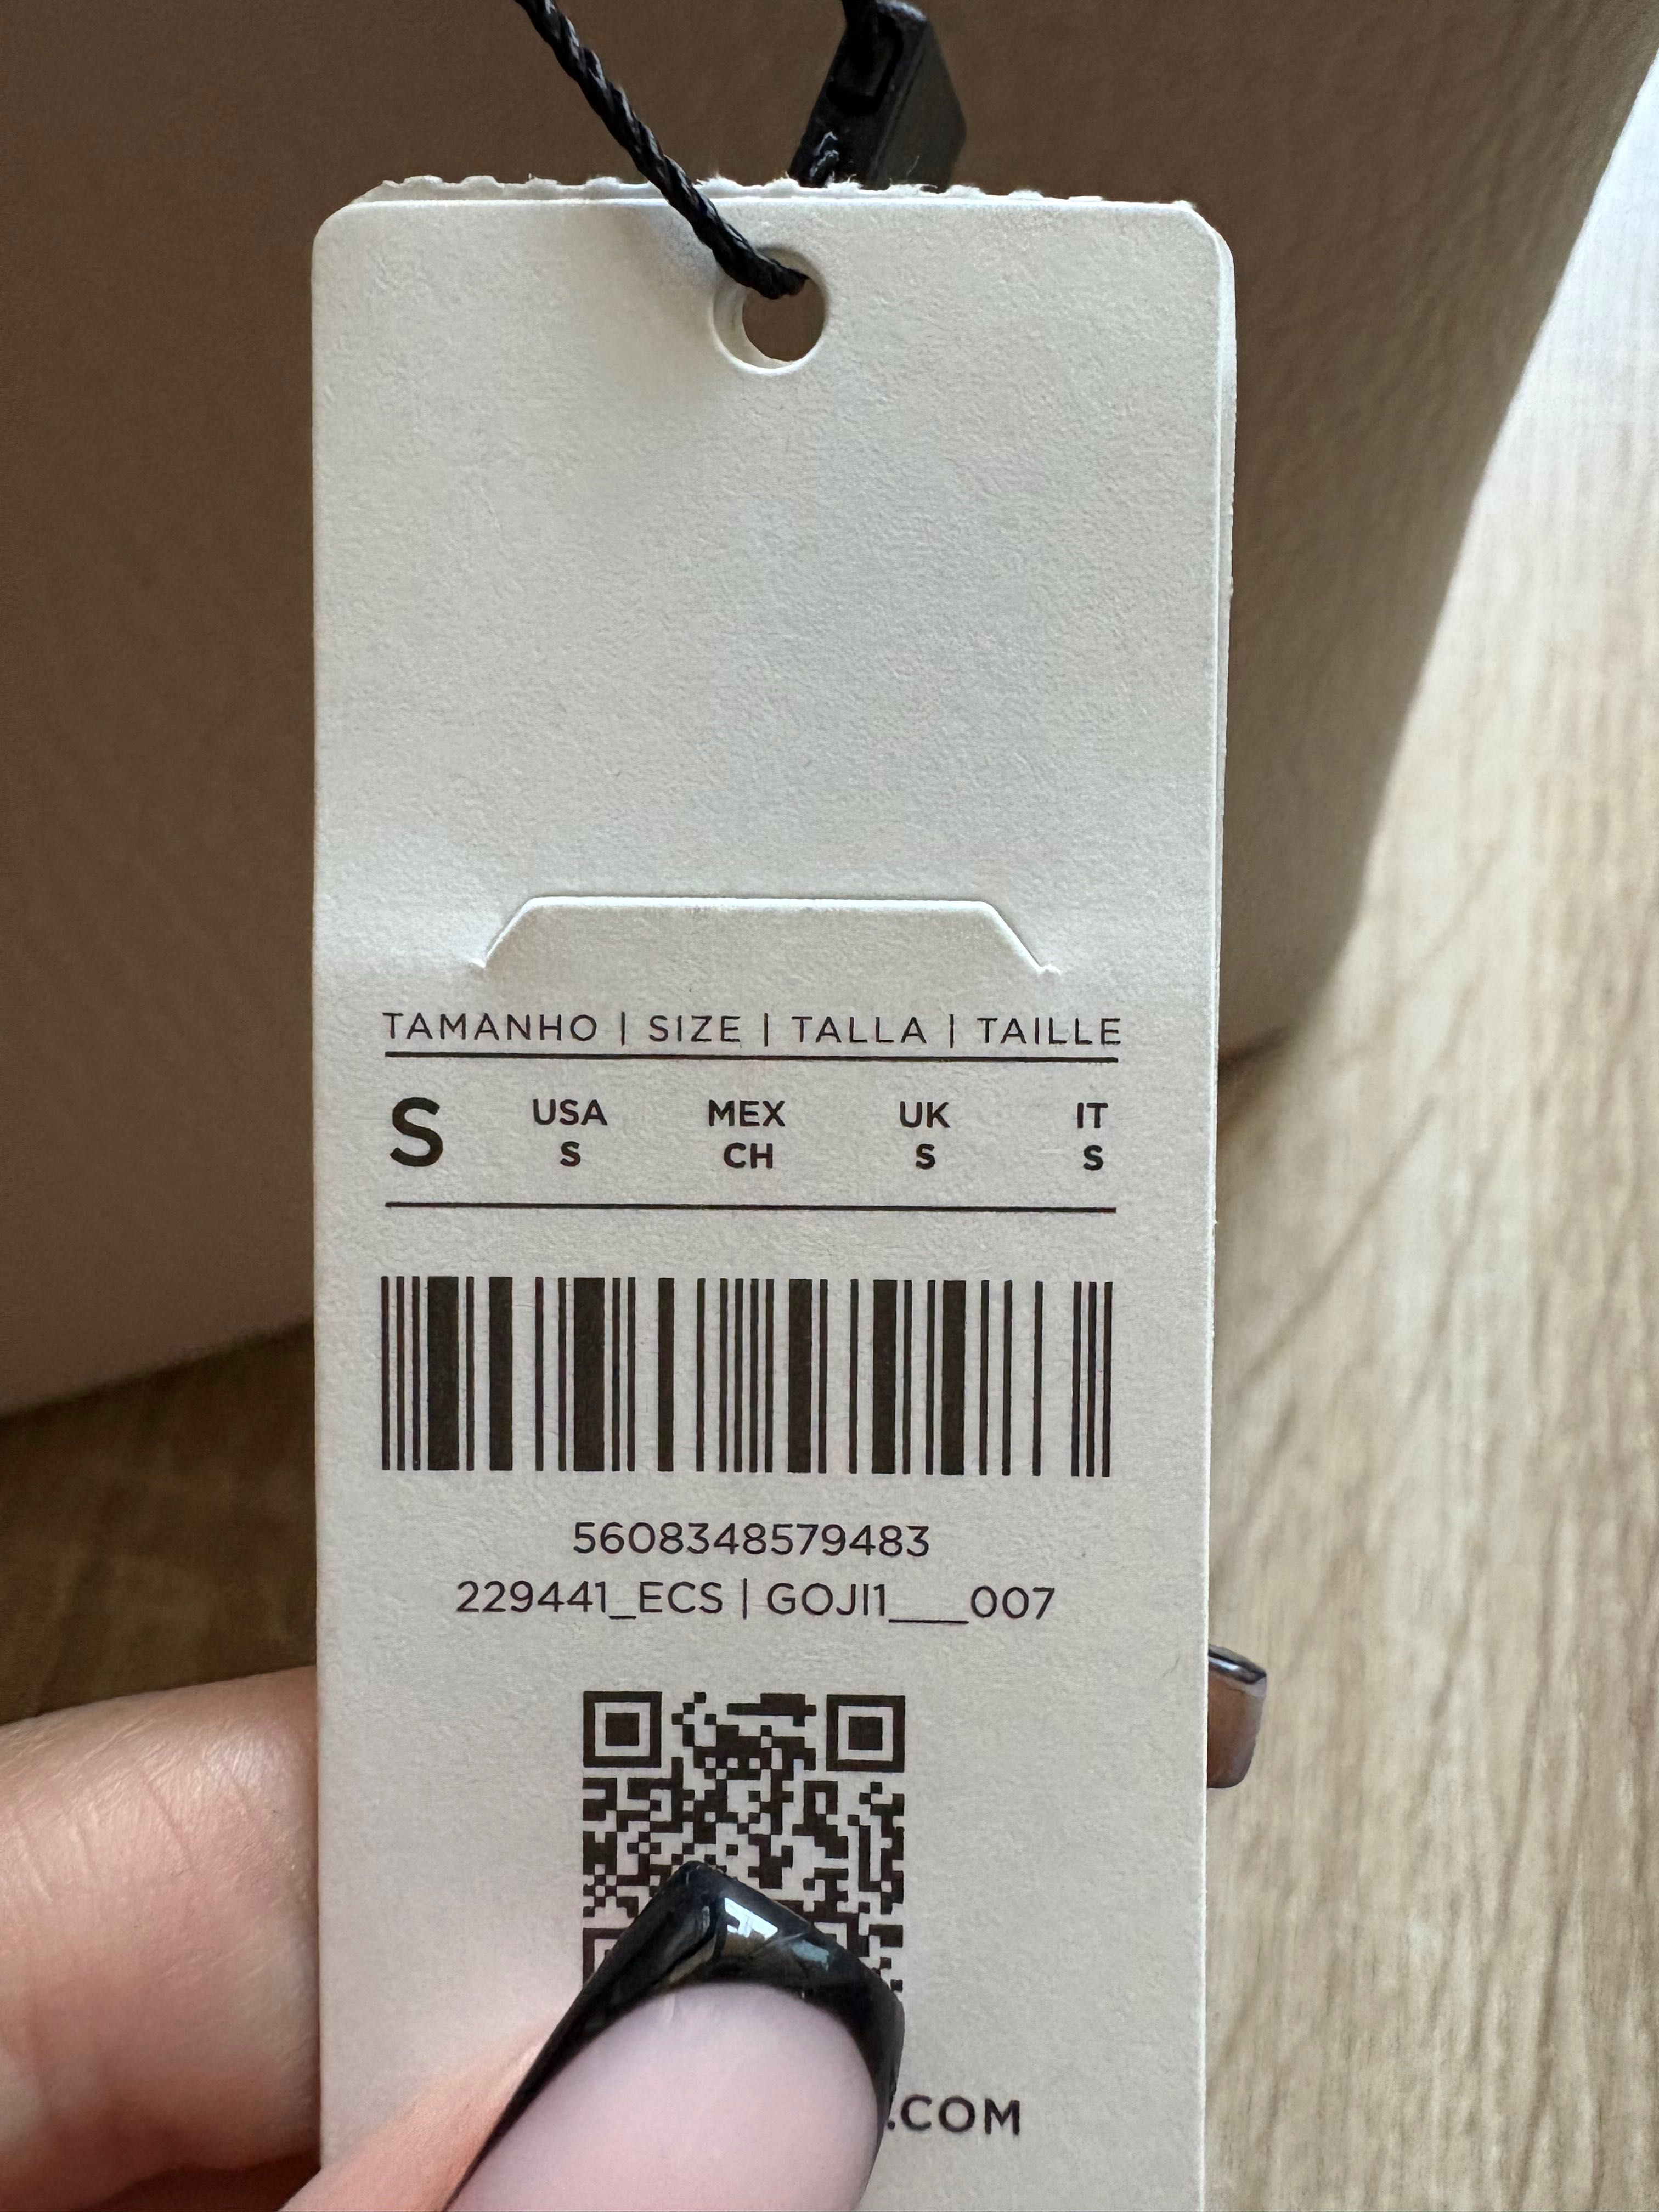 TAMANHO | SIZE | TALLA | TAILLE
S USA MEX UK IT
S CH S S
5608348579483
229441_ECS | GOJI1___007
.COM